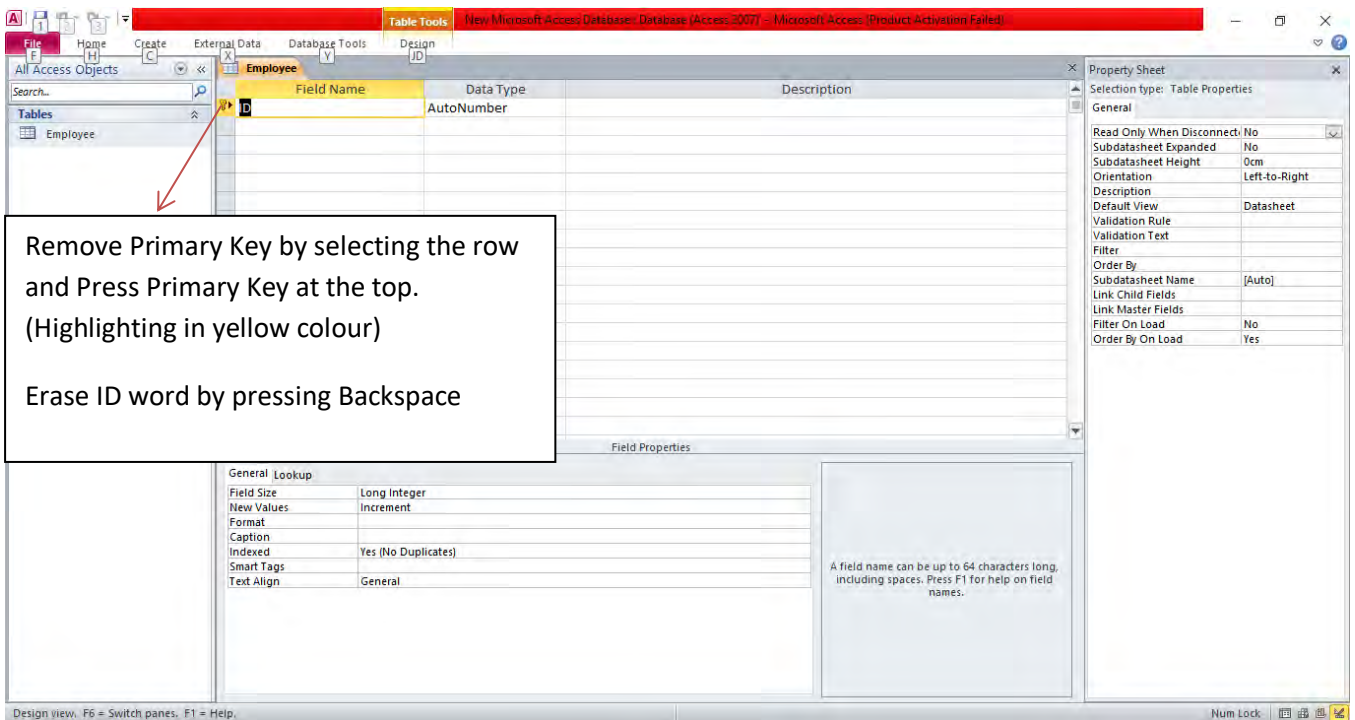 A 1 2 3
Table Tools New Microsoft Access Database : Database (Access 2007) - Microsoft Access (Product Activation Failed)
File Home Create External Data Database Tools Design
F H C X Y JD
All Access Objects
Search...
Tables
Employee
Employee
Field Name Data Type Description
ID AutoNumber
Remove Primary Key by selecting the row
and Press Primary Key at the top.
(Highlighting in yellow colour)
Erase ID word by pressing Backspace
Field Properties
General Lookup
Field Size Long Integer
New Values Increment
Format
Caption
Indexed Yes (No Duplicates)
Smart Tags
Text Align General
A field name can be up to 64 characters long,
including spaces. Press F1 for help on field
names.
Property Sheet
Selection type: Table Properties
General
Read Only When Disconnect No
Subdatasheet Expanded No
Subdatasheet Height 0cm
Orientation Left-to-Right
Description
Default View Datasheet
Validation Rule
Validation Text
Filter
Order By
Subdatasheet Name [Auto]
Link Child Fields
Link Master Fields
Filter On Load No
Order By On Load Yes
Design view. F6 = Switch panes. F1 = Help. Num Lock